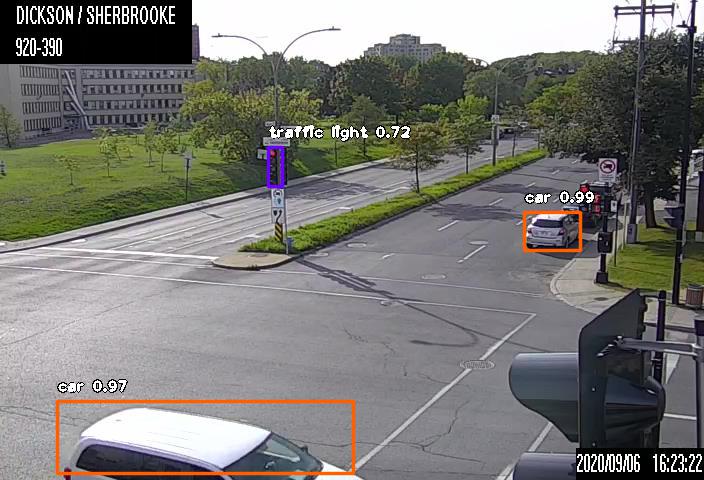 DICKSON / SHERBROOKE
920-390
traffic light 0.72
car 0.99
car 0.97
2020/09/06 16:23:22